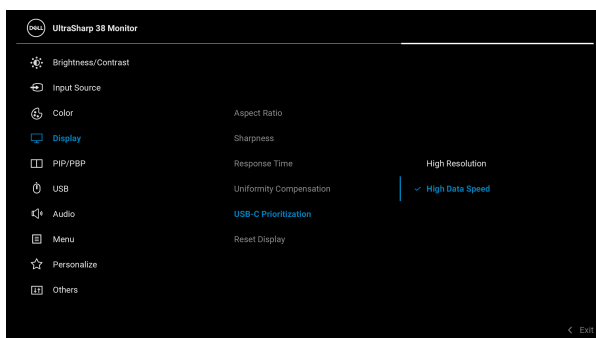 DELL UltraSharp 38 Monitor
Brightness/Contrast
Input Source
Color Aspect Ratio
Display Sharpness
PIP/PBP Response Time High Resolution
USB Uniformity Compensation High Data Speed
Audio USB-C Prioritization
Menu Reset Display
Personalize
Others
Exit